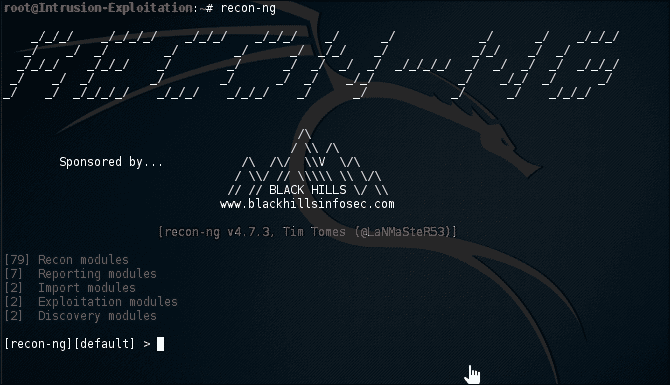 root@Intrusion-Exploitation:~# recon-ng
RECON-NG
Sponsored by...
BLACK HILLS
www.blackhillsinfosec.com
[recon-ng v4.7.3, Tim Tomes (@LaNMaSteR53)]
[79] Recon modules
[7]  Reporting modules
[2]  Import modules
[2]  Exploitation modules
[2]  Discovery modules
[recon-ng][default] >